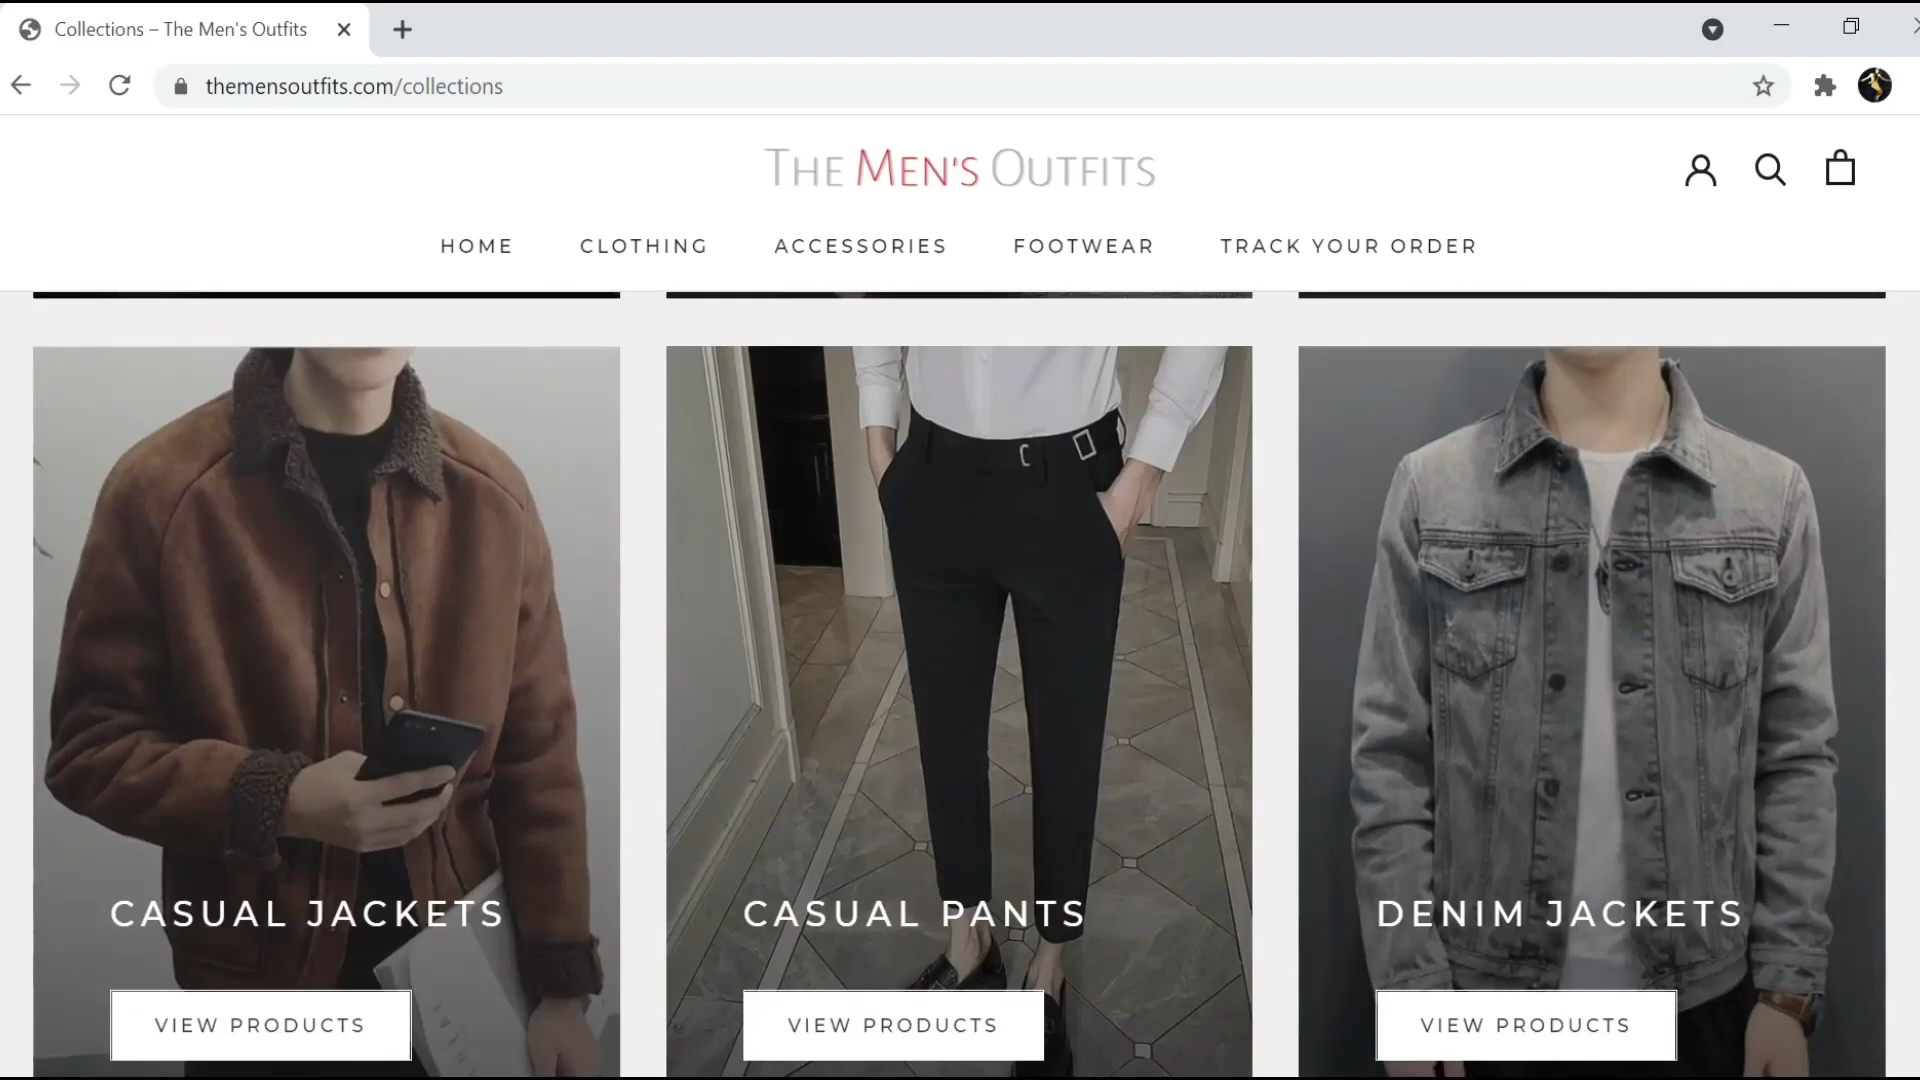 Collections – The Men's Outfits
themensoutfits.com/collections
THE MEN'S OUTFITS
HOME CLOTHING ACCESSORIES FOOTWEAR TRACK YOUR ORDER
CASUAL JACKETS CASUAL PANTS DENIM JACKETS
VIEW PRODUCTS VIEW PRODUCTS VIEW PRODUCTS